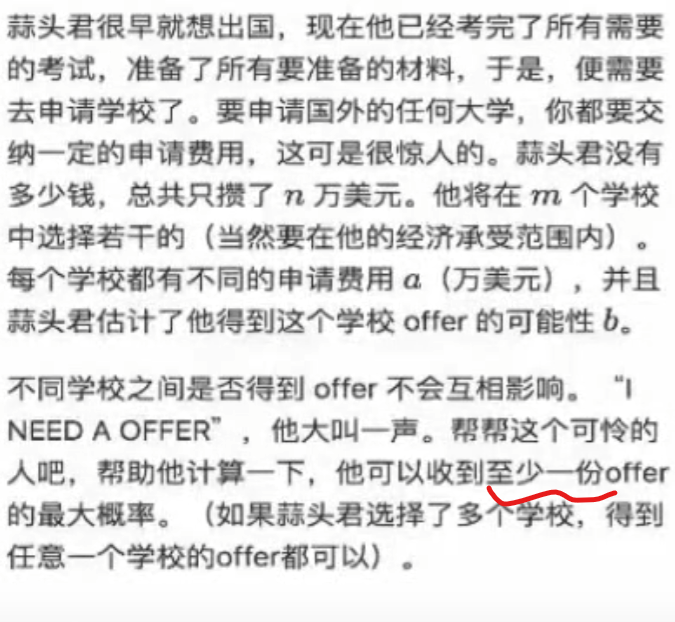 蒜头君很早就想出国，现在他已经考完了所有需要
的考试，准备了所有要准备的材料，于是，便需要
去申请学校了。要申请国外的任何大学，你都要交
纳一定的申请费用，这可是很惊人的。蒜头君没有
多少钱，总共只攒了 n 万美元。他将在 m 个学校
中选择若干的（当然要在他的经济承受范围内）。
每个学校都有不同的申请费用 a（万美元），并且
蒜头君估计了他得到这个学校 offer 的可能性 b。
不同学校之间是否得到 offer 不会互相影响。“I
NEED A OFFER”，他大叫一声。帮帮这个可怜的
人吧，帮助他计算一下，他可以收到至少一份offer
的最大概率。（如果蒜头君选择了多个学校，得到
任意一个学校的offer都可以）。